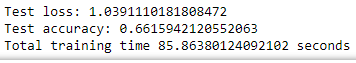 Test loss: 1.0391110181808472
Test accuracy: 0.6615942120552063
Total training time 85.86380124092102 seconds